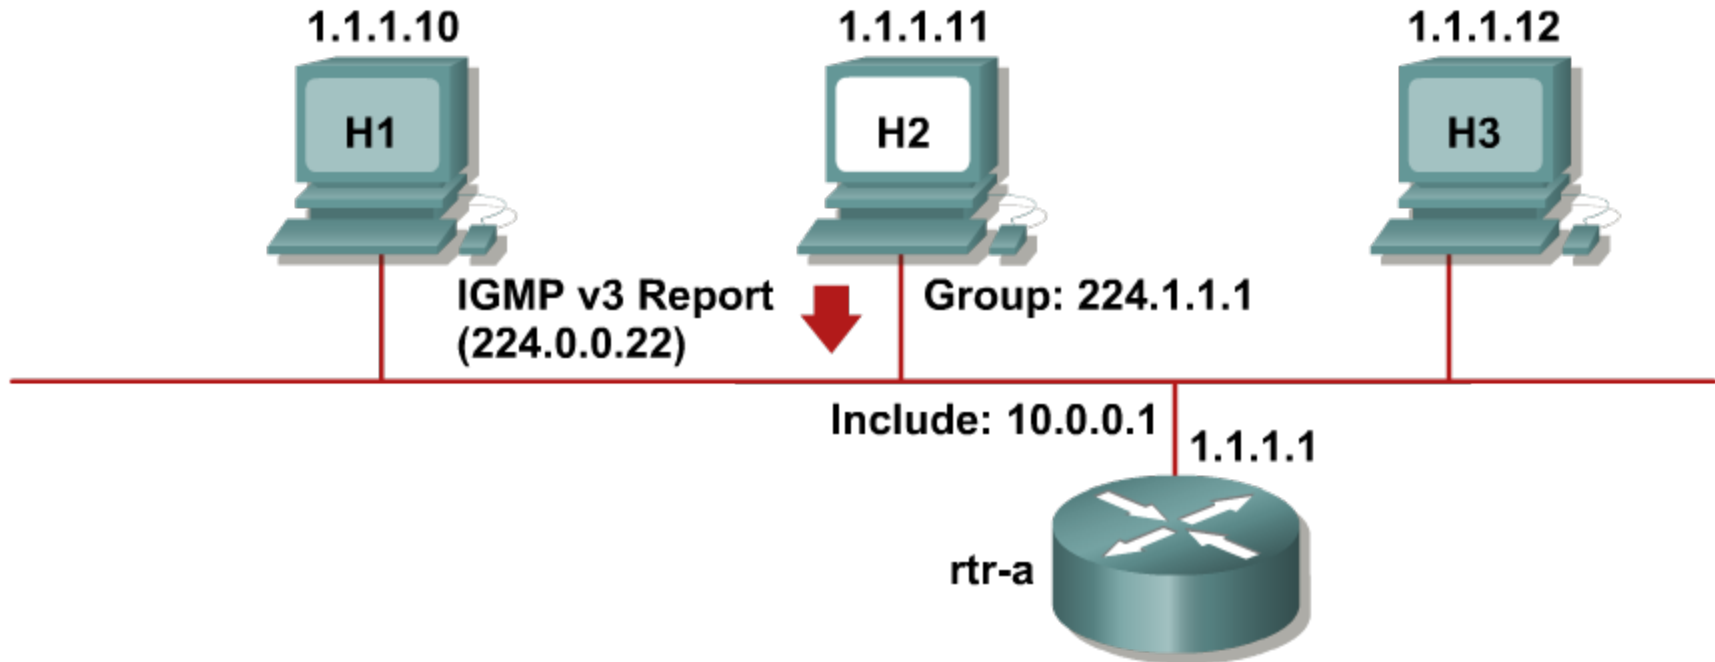 1.1.1.10
1.1.1.11
1.1.1.12
H1
H2
H3
IGMP v3 Report
(224.0.0.22)
Group: 224.1.1.1
Include: 10.0.0.1
1.1.1.1
rtr-a